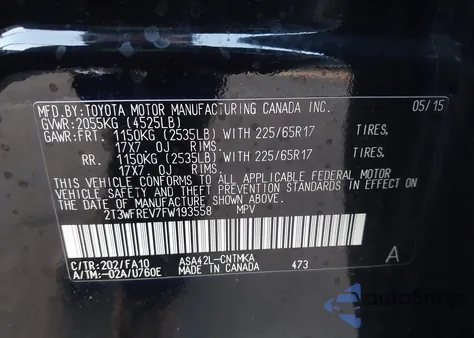 MFD.BY:TOYOTA MOTOR MANUFACTURING CANADA INC. 05/15
GVWR: 2055KG (4525LB)
GAWR:FRT. 1150KG (2535LB) WITH 225/65R17 TIRES,
17X7 OJ RIMS.
RR. 1150KG (2535LB) WITH 225/65R17 TIRES,
17X7 OJ RIMS.
THIS VEHICLE CONFORMS TO ALL APPLICABLE FEDERAL MOTOR
VEHICLE SAFETY AND THEFT PREVENTION STANDARDS IN EFFECT ON
THE DATE OF MANUFACTURE SHOWN ABOVE.
2T3WFREV7FW193558 MPV
C/TR:202/FA10 ASA42L-CNTMKA A
A/TM:-02A/U760E MADE IN CANADA 473